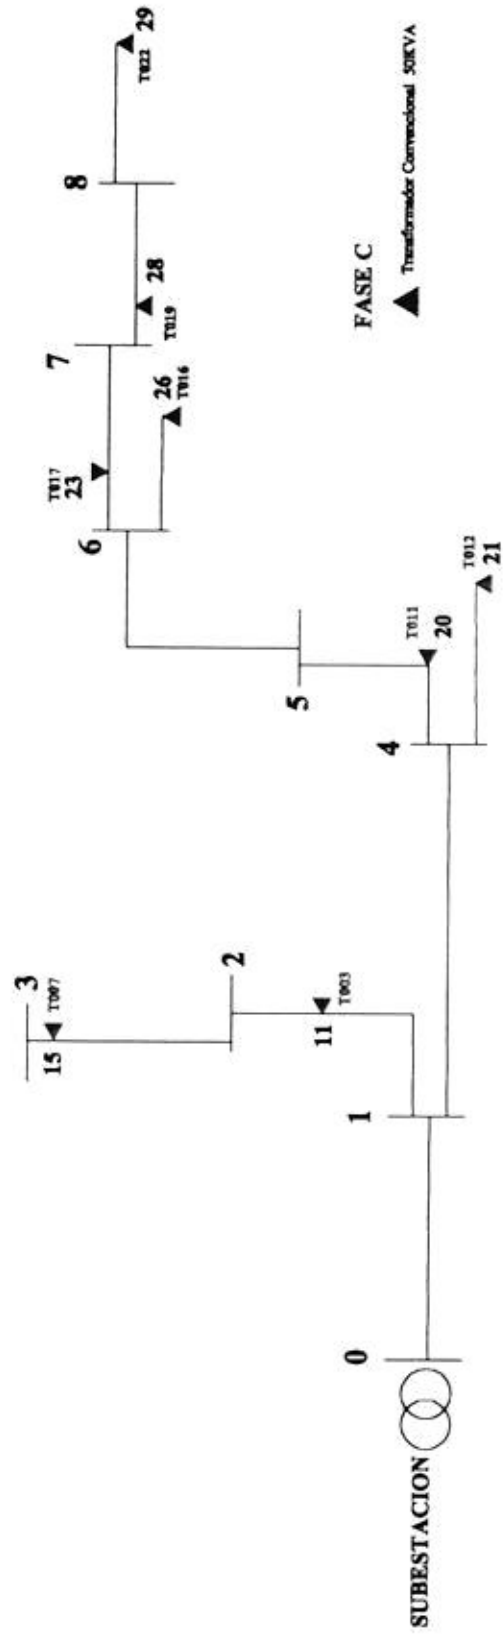 SUBESTACION
0
1
11
T003
2
15
T007
3
4
T011
20
T012
21
5
6
T017
23
26
T016
7
T019
28
8
T022
29
FASE C
Transformador Convencional 50KVA